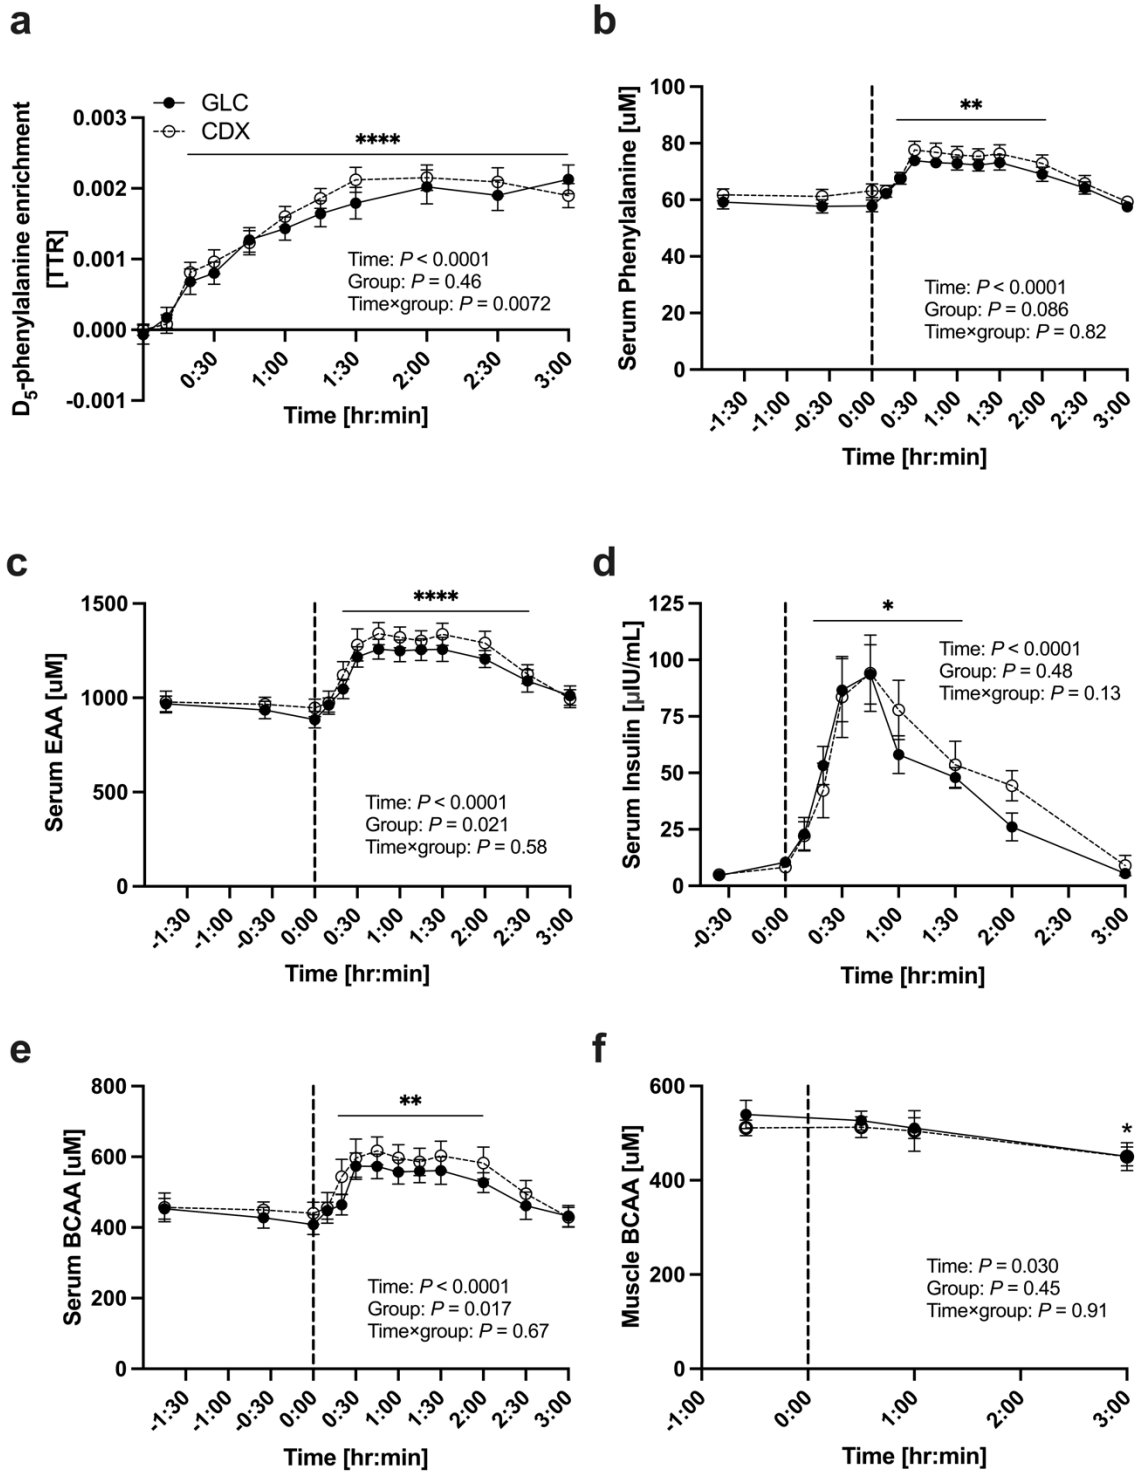 a
GLC
CDX
D5-phenylalanine enrichment
[TTR]
0.003
0.002
0.001
0.000
-0.001
****
Time: P < 0.0001
Group: P = 0.46
Time×group: P = 0.0072
0:30
1:00
1:30
2:00
2:30
3:00
Time [hr:min]
b
Serum Phenylalanine [uM]
100
80
60
40
20
0
**
Time: P < 0.0001
Group: P = 0.086
Time×group: P = 0.82
-1:30
-1:00
-0:30
0:00
0:30
1:00
1:30
2:00
2:30
3:00
Time [hr:min]
c
Serum EAA [uM]
1500
1000
500
0
****
Time: P < 0.0001
Group: P = 0.021
Time×group: P = 0.58
-1:30
-1:00
-0:30
0:00
0:30
1:00
1:30
2:00
2:30
3:00
Time [hr:min]
d
Serum Insulin [µIU/mL]
125
100
75
50
25
0
*
Time: P < 0.0001
Group: P = 0.48
Time×group: P = 0.13
-0:30
0:00
0:30
1:00
1:30
2:00
2:30
3:00
Time [hr:min]
e
Serum BCAA [uM]
800
600
400
200
0
**
Time: P < 0.0001
Group: P = 0.017
Time×group: P = 0.67
-1:30
-1:00
-0:30
0:00
0:30
1:00
1:30
2:00
2:30
3:00
Time [hr:min]
f
Muscle BCAA [uM]
600
400
200
0
*
Time: P = 0.030
Group: P = 0.45
Time×group: P = 0.91
-1:00
0:00
1:00
2:00
3:00
Time [hr:min]